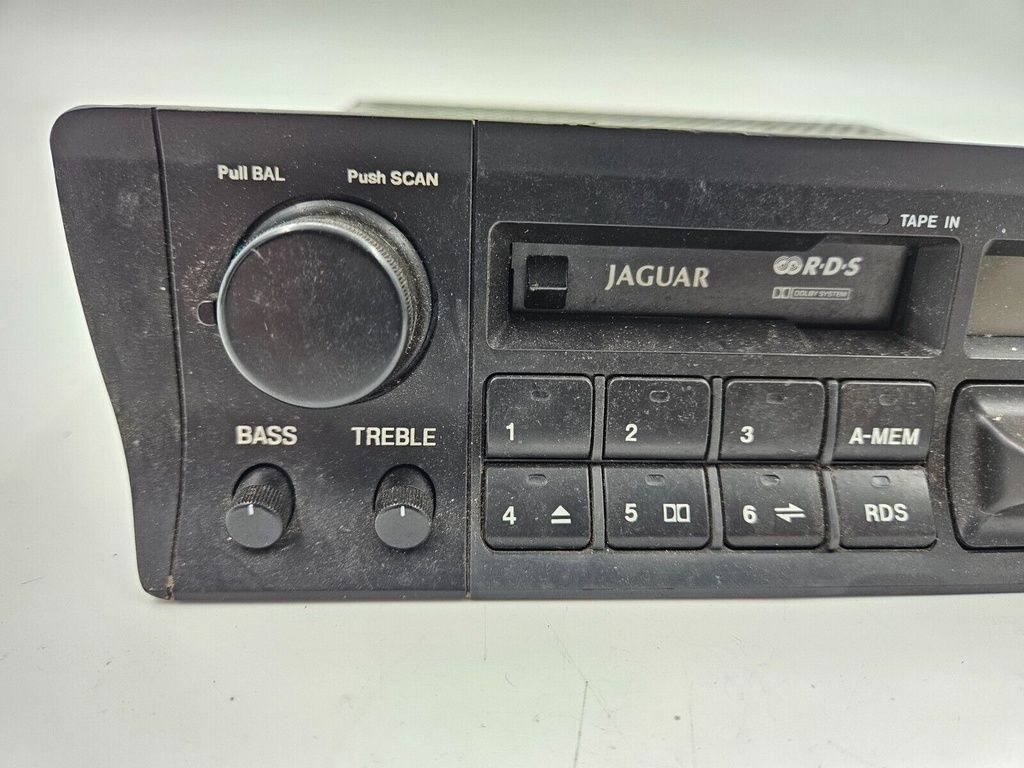 Pull BAL
Push SCAN
TAPE IN
JAGUAR
R·D·S
DOLBY SYSTEM
BASS
TREBLE
1
2
3
A-MEM
4
5
6
RDS